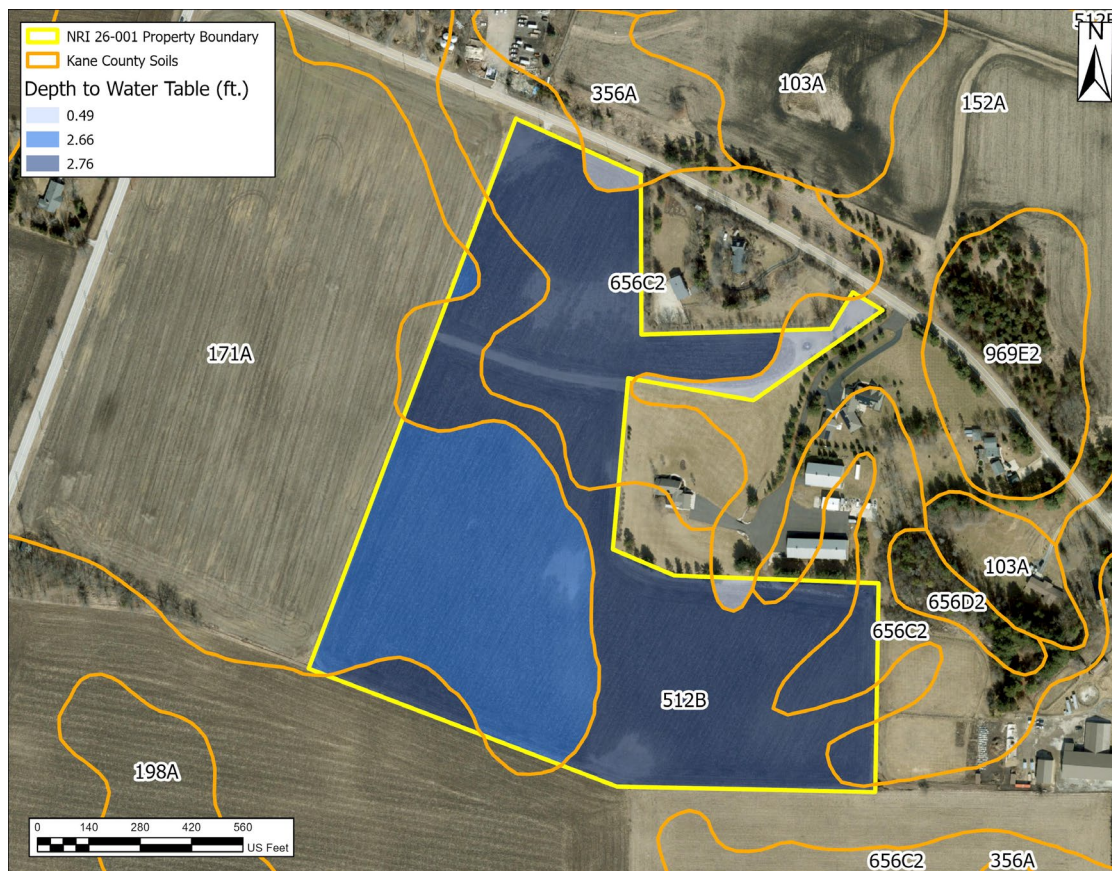 NRI 26-001 Property Boundary
Kane County Soils
Depth to Water Table (ft.)
0.49
2.66
2.76
N
356A
103A
152A
656C2
171A
969E2
103A
656D2
656C2
512B
198A
0 140 280 420 560
US Feet
656C2
356A